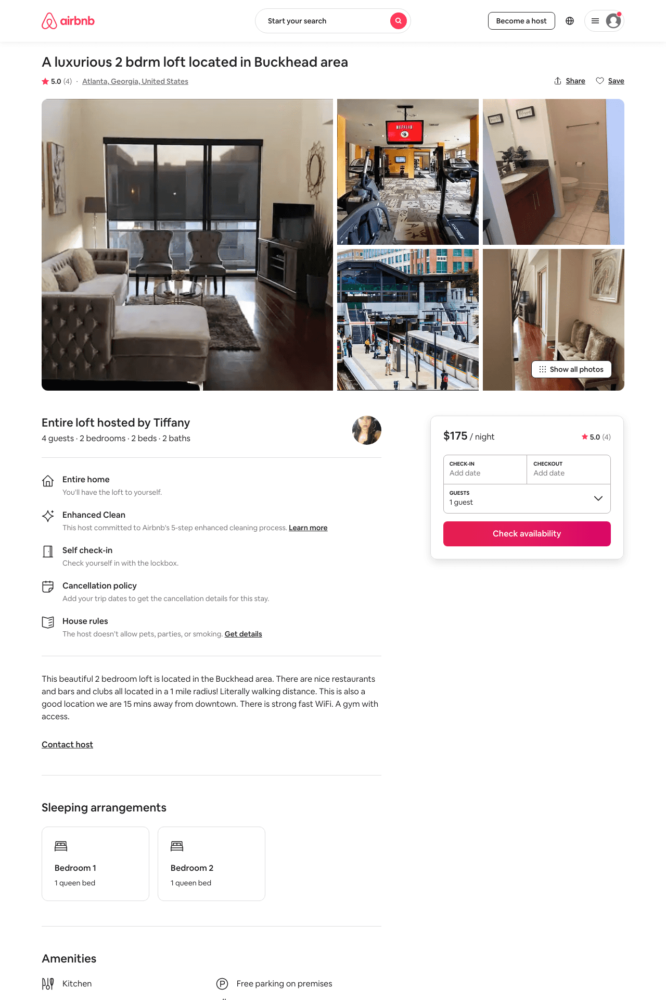 airbnb
Start your search
Become a host
A luxurious 2 bdrm loft located in Buckhead area
5.0 (4) · Atlanta, Georgia, United States
Share
Save
NETFLIX
9
Blessed
Show all photos
Entire loft hosted by Tiffany
4 guests · 2 bedrooms · 2 beds · 2 baths
$175 / night
5.0 (4)
CHECK-IN
Add date
CHECKOUT
Add date
GUESTS
1 guest
Check availability
Entire home
You’ll have the loft to yourself.
Enhanced Clean
This host committed to Airbnb's 5-step enhanced cleaning process. Learn more
Self check-in
Check yourself in with the lockbox.
Cancellation policy
Add your trip dates to get the cancellation details for this stay.
House rules
The host doesn’t allow pets, parties, or smoking. Get details
This beautiful 2 bedroom loft is located in the Buckhead area. There are nice restaurants
and bars and clubs all located in a 1 mile radius! Literally walking distance. This is also a
good location we are 15 mins away from downtown. There is strong fast WiFi. A gym with
access.
Contact host
Sleeping arrangements
Bedroom 1
1 queen bed
Bedroom 2
1 queen bed
Amenities
Kitchen
Free parking on premises